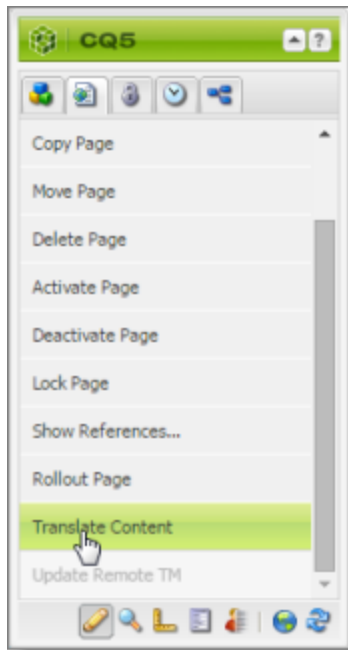 CQ5
?
Copy Page
Move Page
Delete Page
Activate Page
Deactivate Page
Lock Page
Show References...
Rollout Page
Translate Content
Update Remote TM